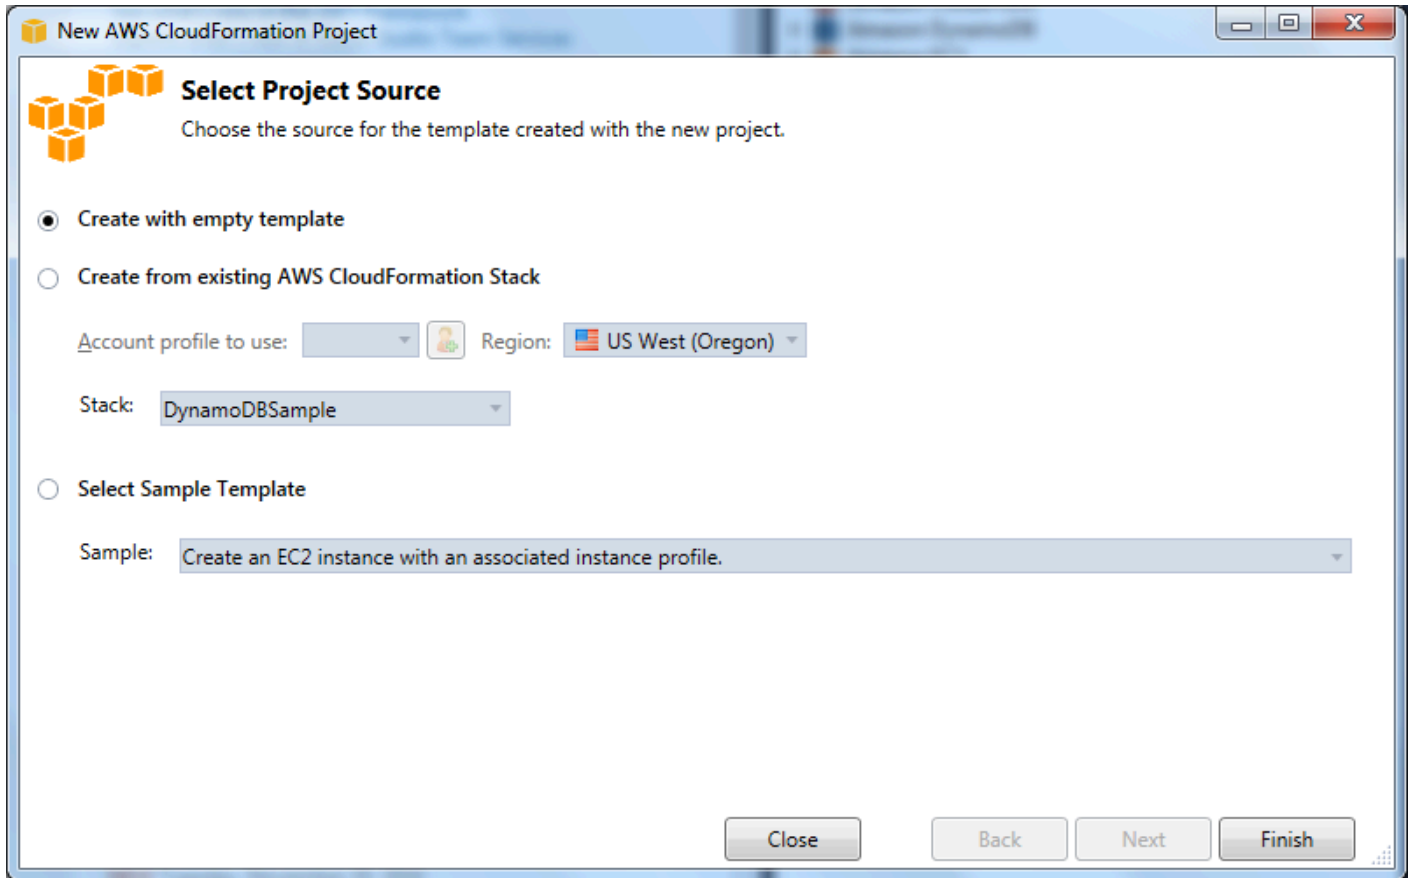 New AWS CloudFormation Project
Select Project Source
Choose the source for the template created with the new project.
Create with empty template
Create from existing AWS CloudFormation Stack
Account profile to use: Region: US West (Oregon)
Stack: DynamoDBSample
Select Sample Template
Sample: Create an EC2 instance with an associated instance profile.
Close Back Next Finish